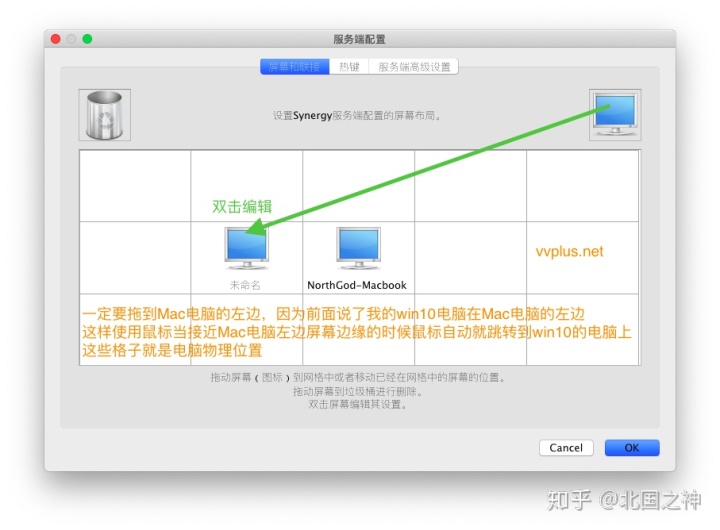 服务端配置
屏幕和联接 热键 服务端高级设置
设置Synergy服务端配置的屏幕布局。
双击编辑
vvplus.net
未命名 NorthGod-Macbook
一定要拖到Mac电脑的左边，因为前面说了我的win10电脑在Mac电脑的左边
这样使用鼠标当接近Mac电脑左边屏幕边缘的时候鼠标自动就跳转到win10的电脑上
这些格子就是电脑物理位置
拖动屏幕（图标）到网格中或者移动已经在网格中的屏幕的位置。
拖动屏幕到垃圾桶进行删除。
双击屏幕编辑其设置。
Cancel OK
知乎 @北国之神